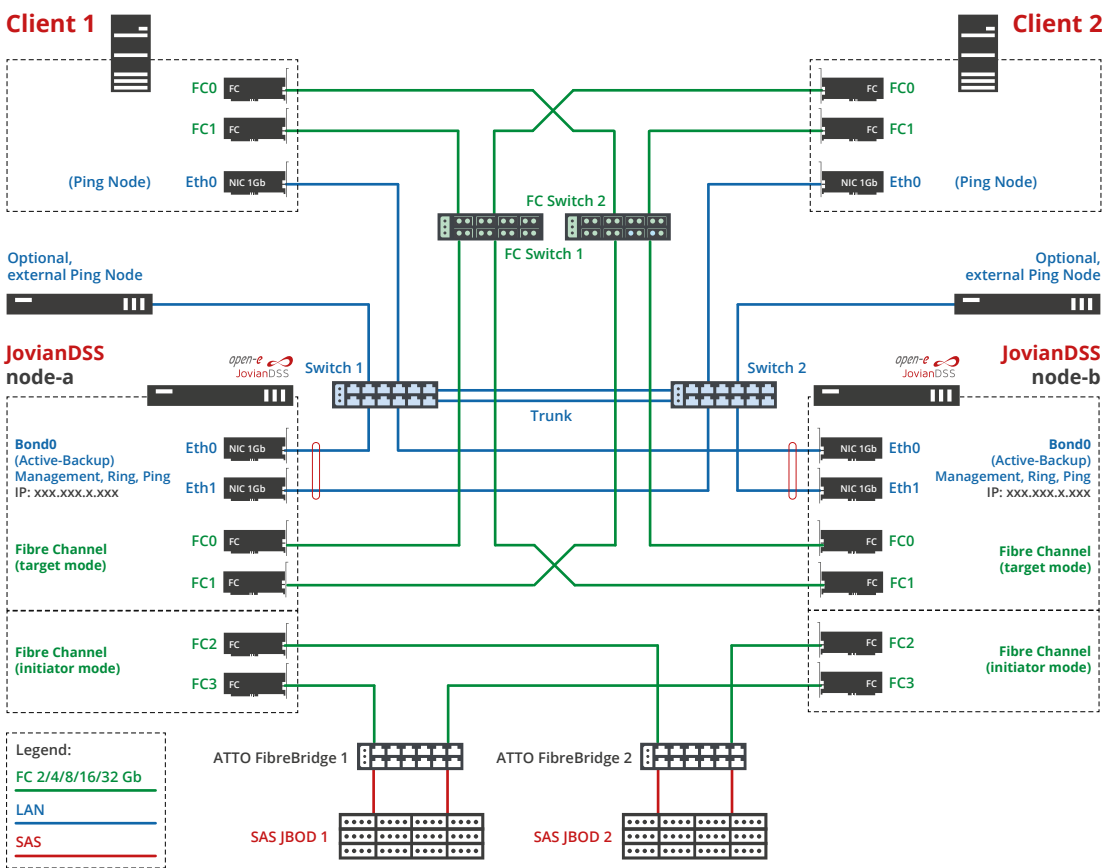 Client 1
Client 2
FC0
FC
FC
FC0
FC1
FC
FC
FC1
(Ping Node)
Eth0
NIC 1Gb
NIC 1Gb
Eth0
(Ping Node)
FC Switch 2
FC Switch 1
Optional,
external Ping Node
Optional,
external Ping Node
JovianDSS
node-a
open-e
JovianDSS
Switch 1
Switch 2
open-e
JovianDSS
JovianDSS
node-b
Trunk
Bond0
(Active-Backup)
Management, Ring, Ping
IP: xxx.xxx.x.xxx
Eth0
NIC 1Gb
Eth1
NIC 1Gb
NIC 1Gb
Eth0
NIC 1Gb
Eth1
Bond0
(Active-Backup)
Management, Ring, Ping
IP: xxx.xxx.x.xxx
Fibre Channel
(target mode)
FC0
FC
FC1
FC
FC
FC0
FC
FC1
Fibre Channel
(target mode)
Fibre Channel
(initiator mode)
FC2
FC
FC3
FC
FC
FC2
FC
FC3
Fibre Channel
(initiator mode)
Legend:
FC 2/4/8/16/32 Gb
LAN
SAS
ATTO FibreBridge 1
ATTO FibreBridge 2
SAS JBOD 1
SAS JBOD 2